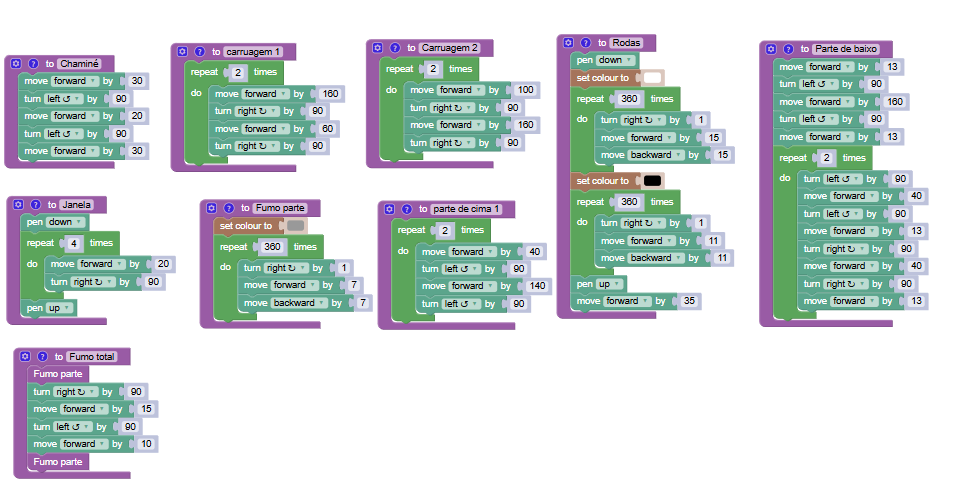 to Chaminé
move forward by 30
turn left ↺ by 90
move forward by 20
turn left ↺ by 90
move forward by 30
to carruagem 1
repeat 2 times
do move forward by 160
turn right ↻ by 90
move forward by 60
turn right ↻ by 90
to Carruagem 2
repeat 2 times
do move forward by 100
turn right ↻ by 90
move forward by 160
turn right ↻ by 90
to Rodas
pen down
set colour to
repeat 360 times
do turn right ↻ by 1
move forward by 15
move backward by 15
set colour to
repeat 360 times
do turn right ↻ by 1
move forward by 11
move backward by 11
pen up
move forward by 35
to Parte de baixo
move forward by 13
turn left ↺ by 90
move forward by 160
turn left ↺ by 90
move forward by 13
repeat 2 times
do turn left ↺ by 90
move forward by 40
turn left ↺ by 90
move forward by 13
turn right ↻ by 90
move forward by 40
turn right ↻ by 90
move forward by 13
to Janela
pen down
repeat 4 times
do move forward by 20
turn right ↻ by 90
pen up
to Fumo parte
set colour to
repeat 360 times
do turn right ↻ by 1
move forward by 7
move backward by 7
to parte de cima 1
repeat 2 times
do move forward by 40
turn left ↺ by 90
move forward by 140
turn left ↺ by 90
to Fumo total
Fumo parte
turn right ↻ by 90
move forward by 15
turn left ↺ by 90
move forward by 10
Fumo parte